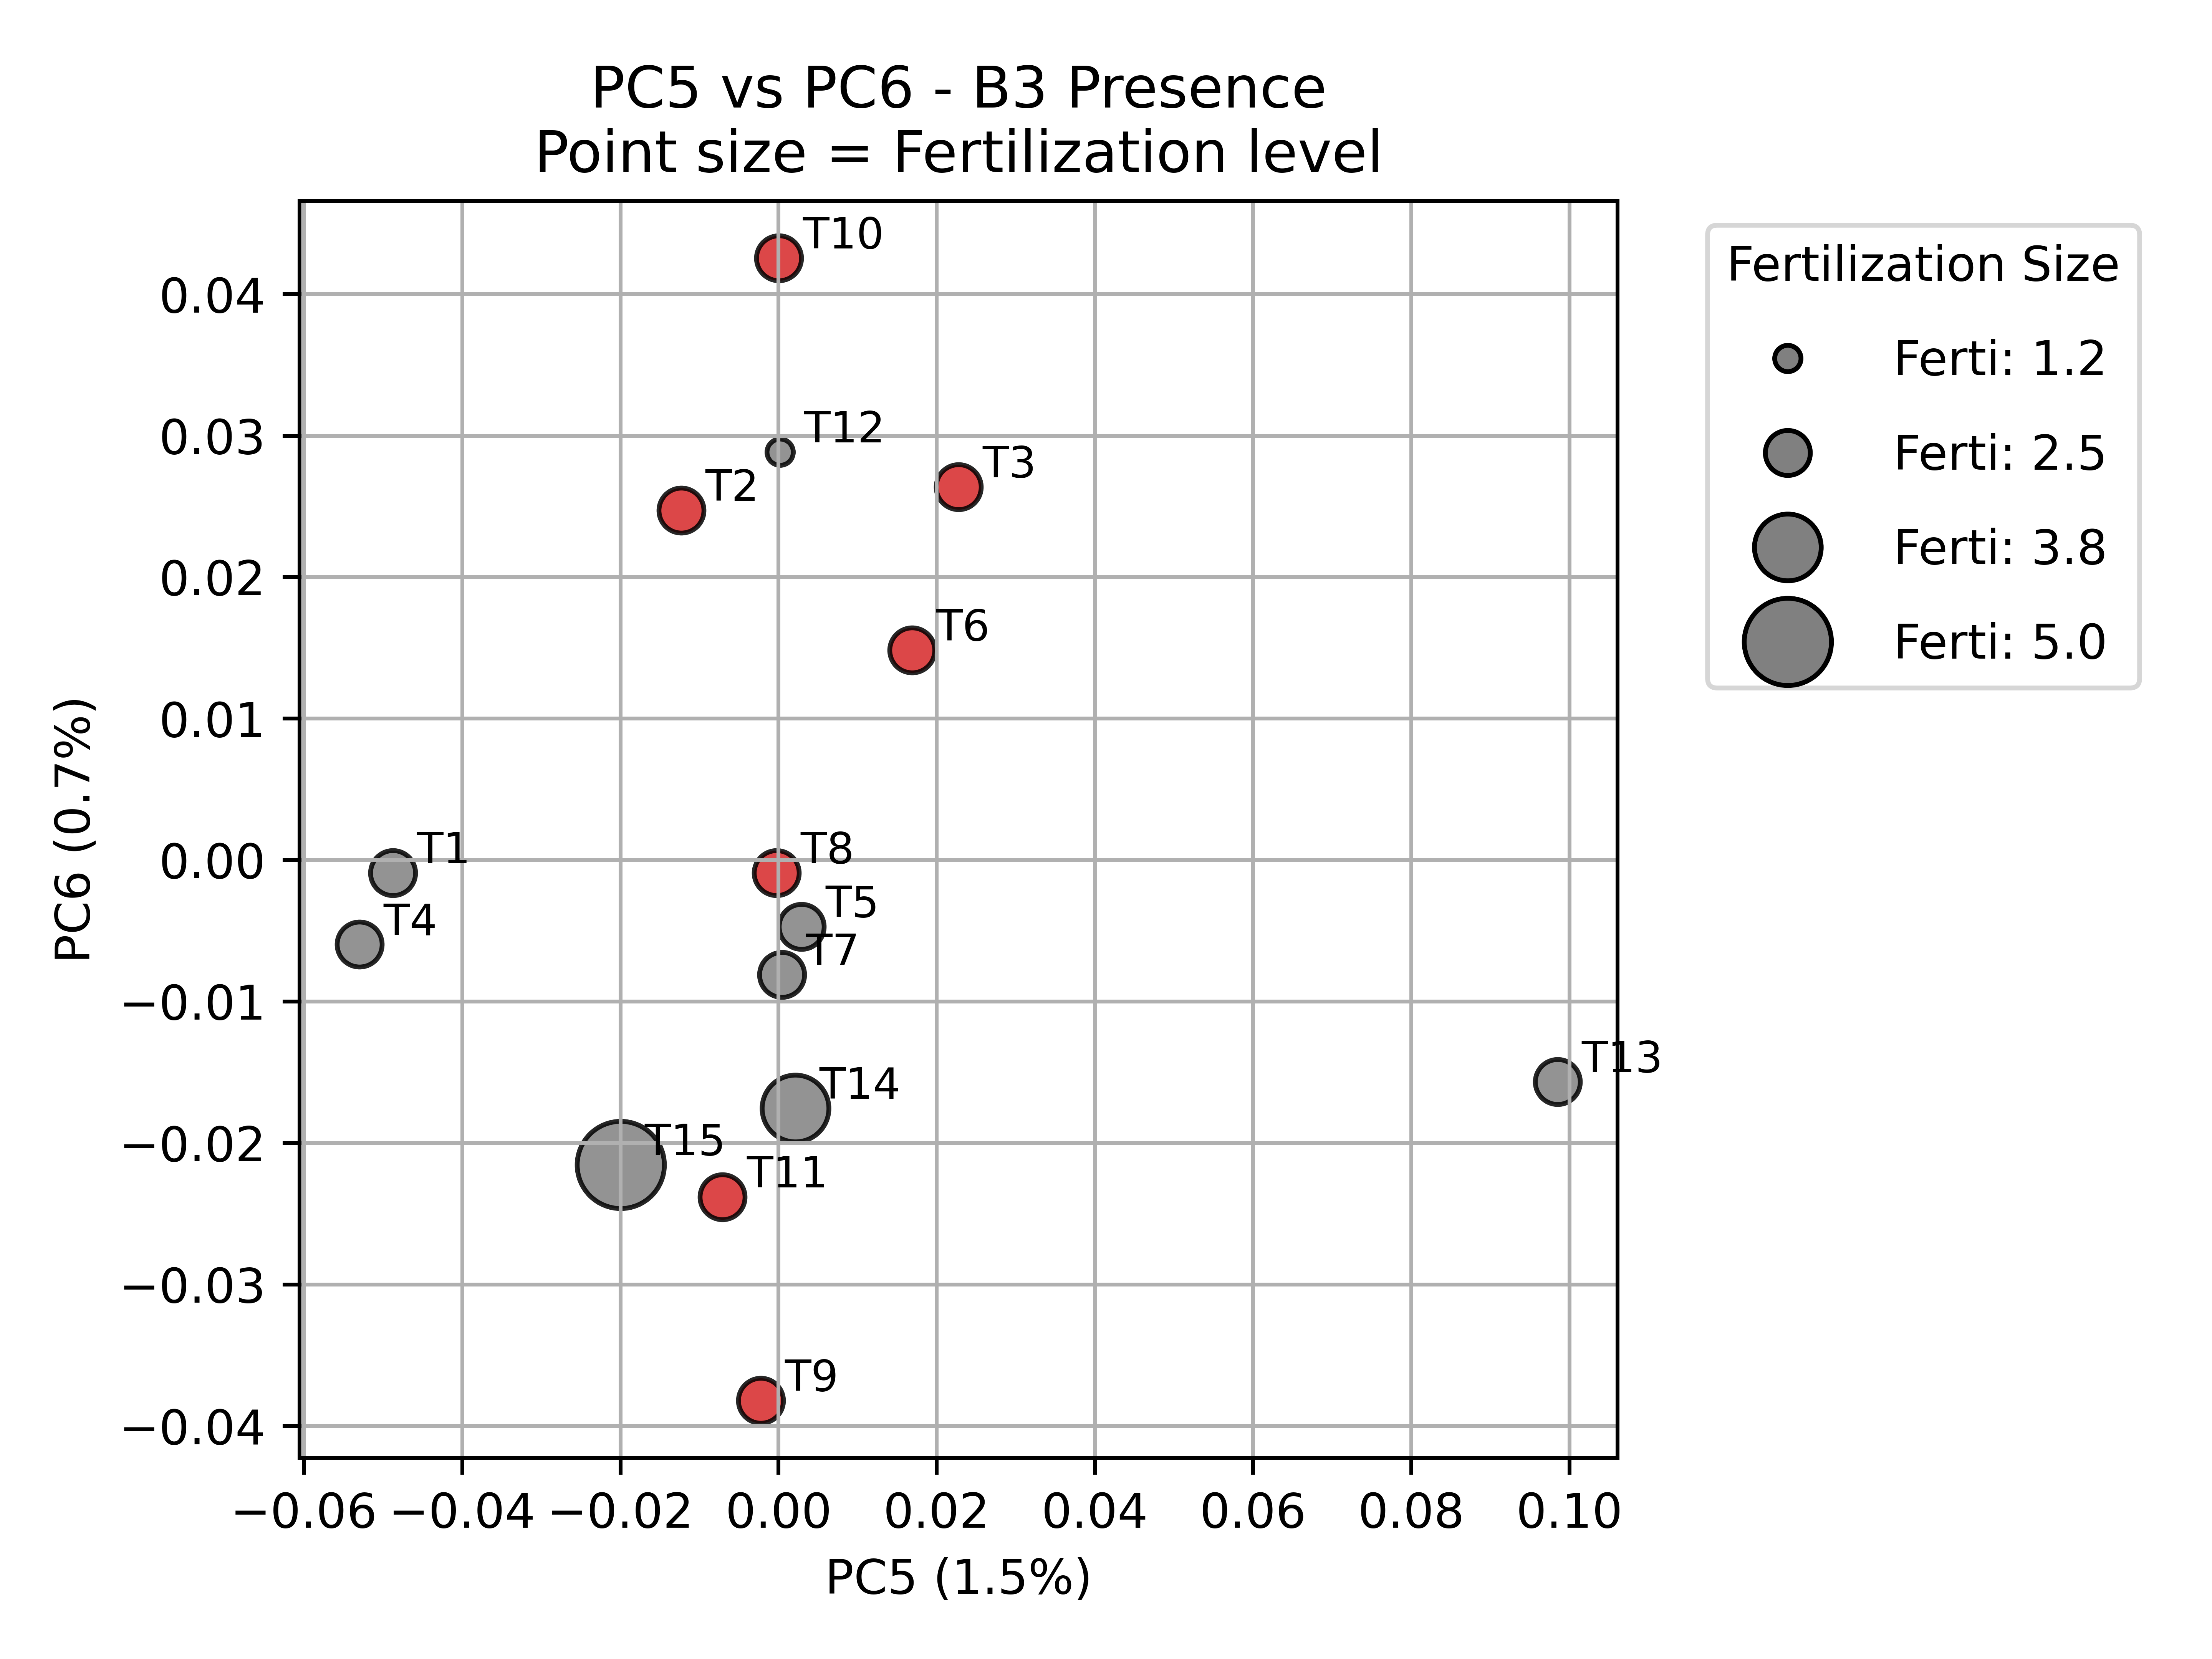 PC5 vs PC6 - B3 Presence
Point size = Fertilization level
T10
T12
T3
T2
T6
T1
T8
T5
T4
T7
T13
T14
T15
T11
T9
0.04
0.03
0.02
0.01
0.00
−0.01
−0.02
−0.03
−0.04
PC6 (0.7%)
−0.06 −0.04 −0.02 0.00 0.02 0.04 0.06 0.08 0.10
PC5 (1.5%)
Fertilization Size
Ferti: 1.2
Ferti: 2.5
Ferti: 3.8
Ferti: 5.0